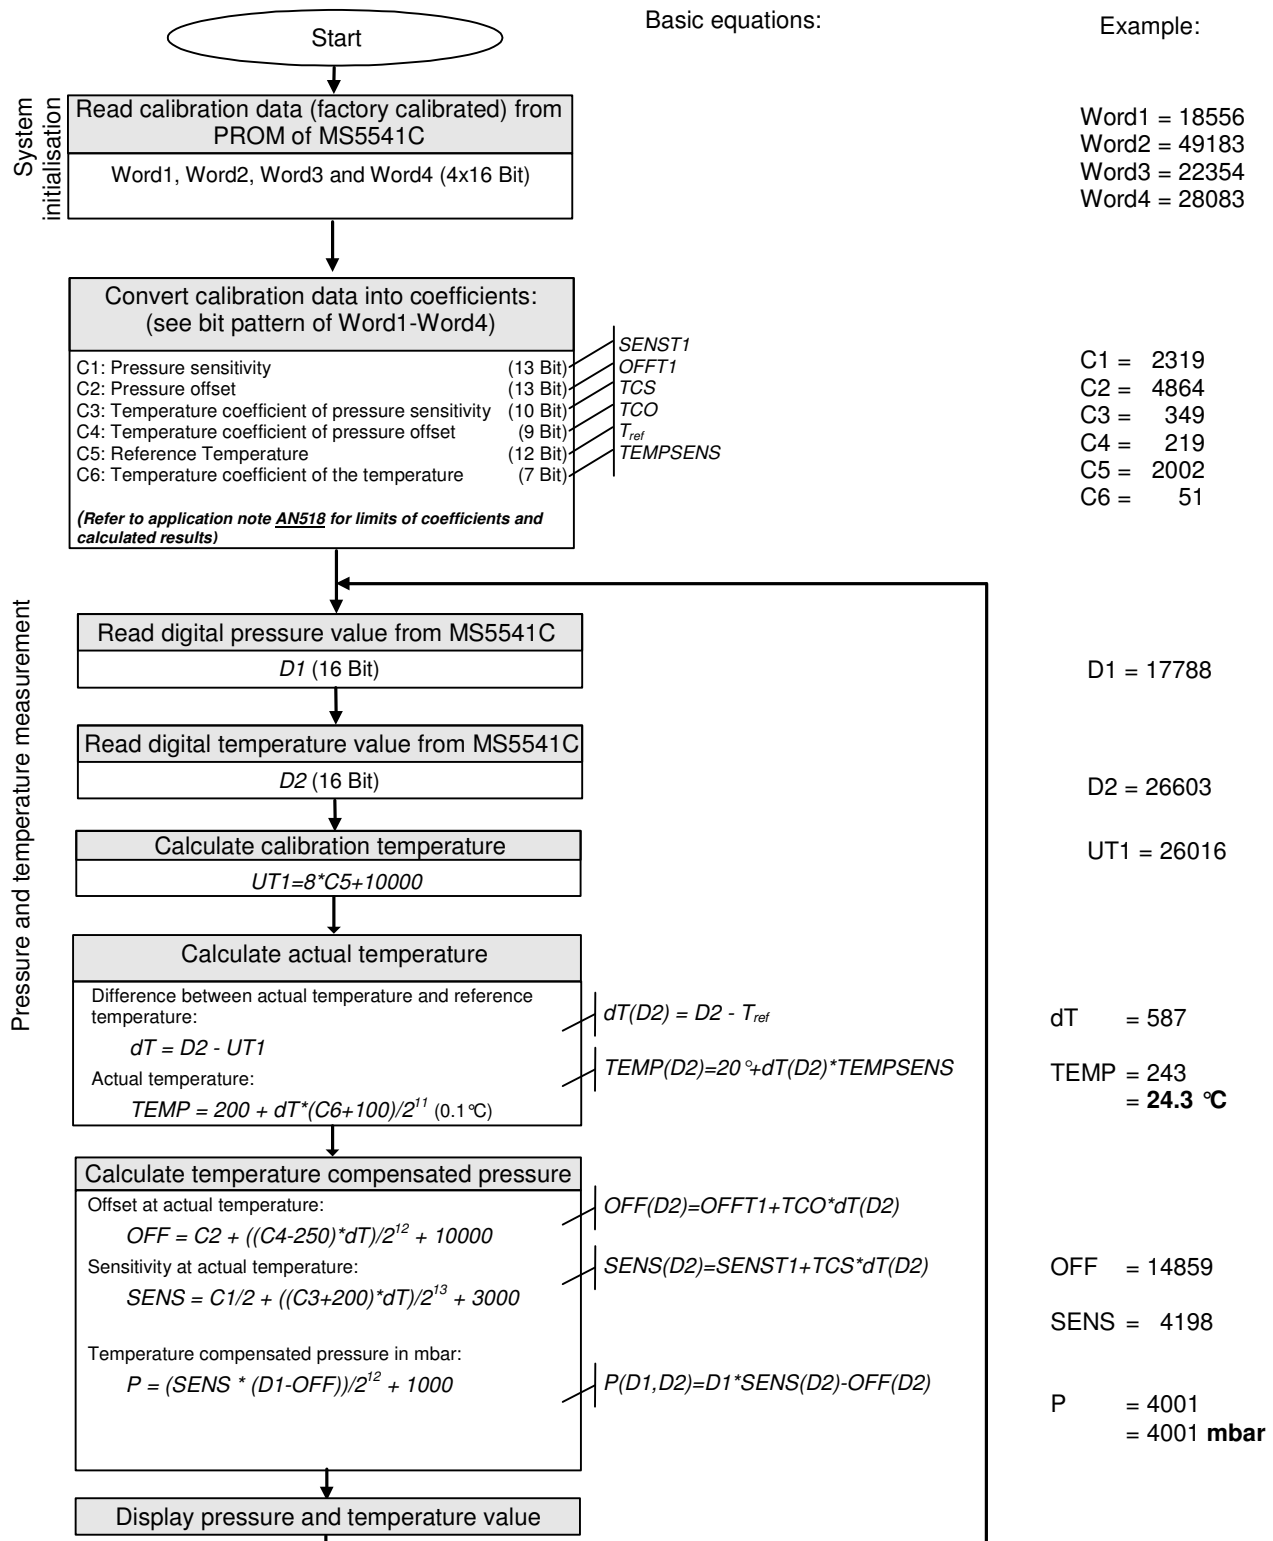 Basic equations:
Example:
Start
System
initialisation
Read calibration data (factory calibrated) from
PROM of MS5541C
Word1, Word2, Word3 and Word4 (4x16 Bit)
Word1 = 18556
Word2 = 49183
Word3 = 22354
Word4 = 28083
Convert calibration data into coefficients:
(see bit pattern of Word1-Word4)
C1: Pressure sensitivity (13 Bit)
C2: Pressure offset (13 Bit)
C3: Temperature coefficient of pressure sensitivity (10 Bit)
C4: Temperature coefficient of pressure offset (9 Bit)
C5: Reference Temperature (12 Bit)
C6: Temperature coefficient of the temperature (7 Bit)
(Refer to application note AN518 for limits of coefficients and
calculated results)
SENST1
OFFT1
TCS
TCO
Tref
TEMPSENS
C1 = 2319
C2 = 4864
C3 = 349
C4 = 219
C5 = 2002
C6 = 51
Pressure and temperature measurement
Read digital pressure value from MS5541C
D1 (16 Bit)
D1 = 17788
Read digital temperature value from MS5541C
D2 (16 Bit)
D2 = 26603
Calculate calibration temperature
UT1=8*C5+10000
UT1 = 26016
Calculate actual temperature
Difference between actual temperature and reference
temperature:
dT = D2 - UT1
Actual temperature:
TEMP = 200 + dT*(C6+100)/2^11 (0.1°C)
dT(D2) = D2 - Tref
TEMP(D2)=20°+dT(D2)*TEMPSENS
dT = 587
TEMP = 243
= 24.3 °C
Calculate temperature compensated pressure
Offset at actual temperature:
OFF = C2 + ((C4-250)*dT)/2^12 + 10000
Sensitivity at actual temperature:
SENS = C1/2 + ((C3+200)*dT)/2^13 + 3000
Temperature compensated pressure in mbar:
P = (SENS * (D1-OFF))/2^12 + 1000
OFF(D2)=OFFT1+TCO*dT(D2)
SENS(D2)=SENST1+TCS*dT(D2)
P(D1,D2)=D1*SENS(D2)-OFF(D2)
OFF = 14859
SENS = 4198
P = 4001
= 4001 mbar
Display pressure and temperature value